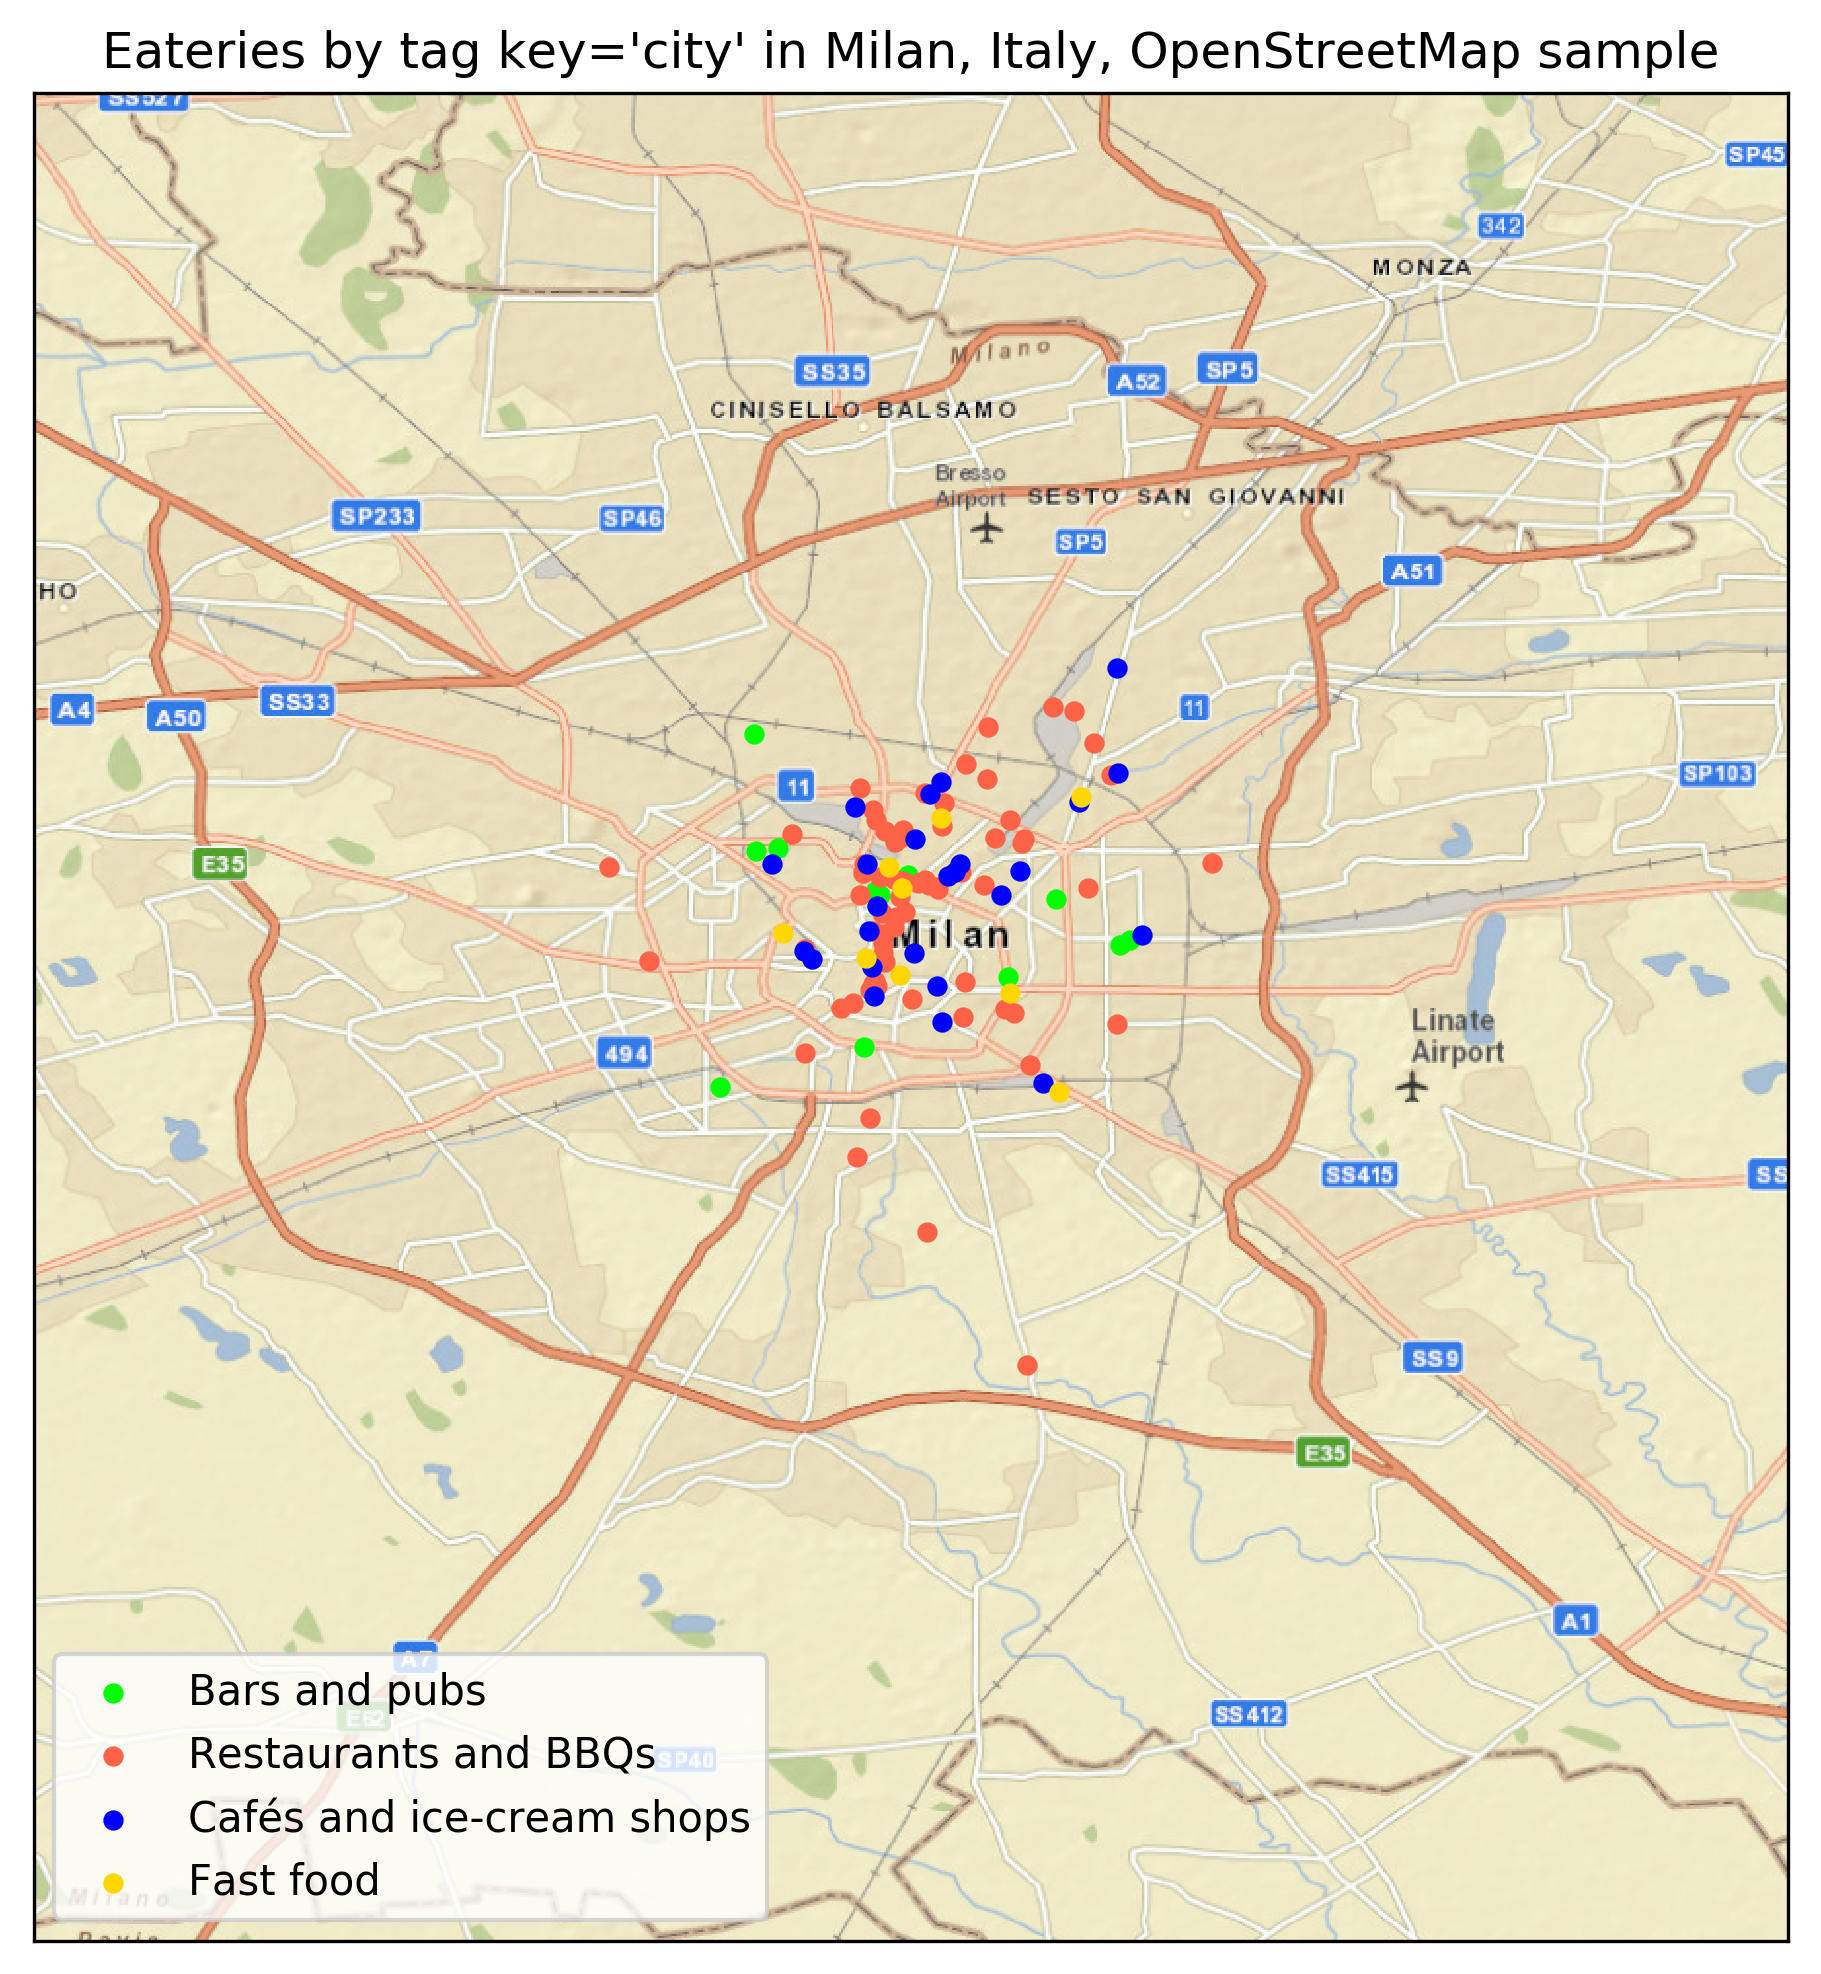 Eateries by tag key='city' in Milan, Italy, OpenStreetMap sample
SS527
SP45
342
MONZA
Milano
SS35
A52
SP5
CINISELLO BALSAMO
Bresso
Airport
SESTO SAN GIOVANNI
SP233
SP46
SP5
A51
HO
A4
A50
SS33
11
11
SP103
E35
Milan
Linate
Airport
494
SS415
SS
SS9
E35
A1
A7
E62
SS412
SP40
Bars and pubs
Restaurants and BBQs
Cafés and ice-cream shops
Fast food
Milano
Pavia